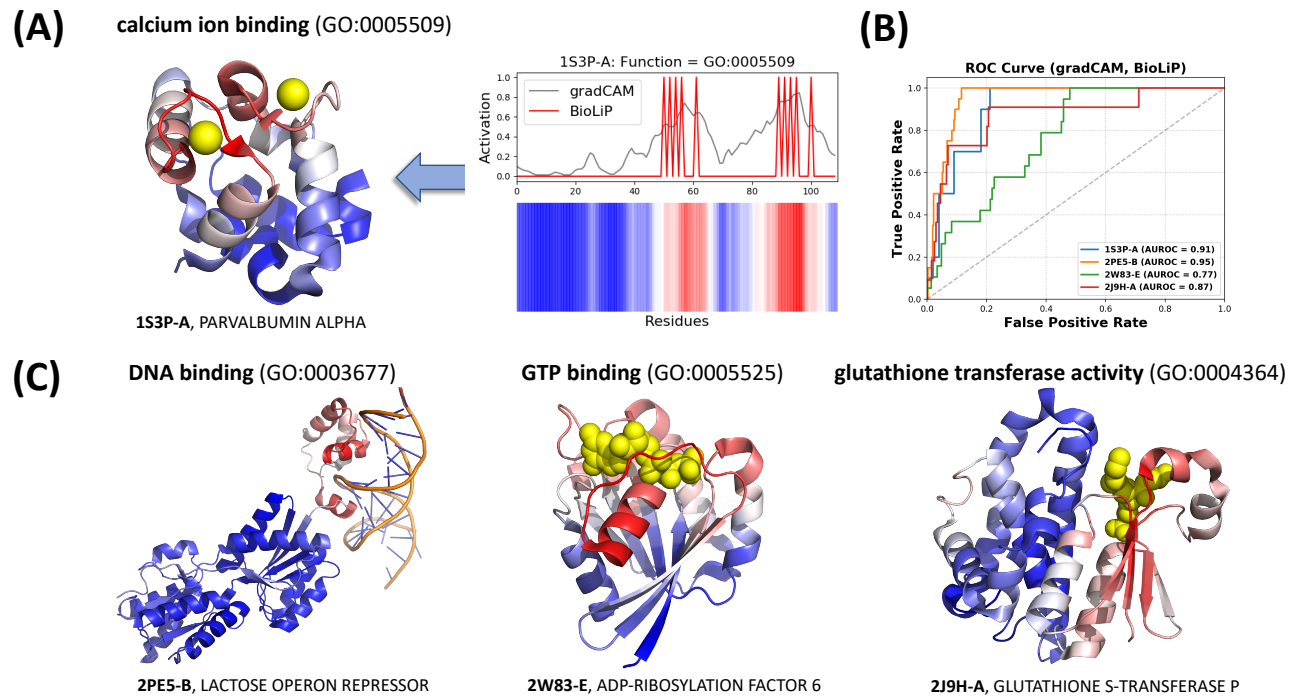 (A)
calcium ion binding (GO:0005509)
1S3P-A, PARVALBUMIN ALPHA
1S3P-A: Function = GO:0005509
gradCAM
BioLiP
Activation
1.0
0.8
0.6
0.4
0.2
0.0
0 20 40 60 80 100
Residues
(B)
ROC Curve (gradCAM, BioLiP)
True Positive Rate
1.0
0.8
0.6
0.4
0.2
0.0
1S3P-A (AUROC = 0.91)
2PE5-B (AUROC = 0.95)
2W83-E (AUROC = 0.77)
2J9H-A (AUROC = 0.87)
0.0 0.2 0.4 0.6 0.8 1.0
False Positive Rate
(C)
DNA binding (GO:0003677)
2PE5-B, LACTOSE OPERON REPRESSOR
GTP binding (GO:0005525)
2W83-E, ADP-RIBOSYLATION FACTOR 6
glutathione transferase activity (GO:0004364)
2J9H-A, GLUTATHIONE S-TRANSFERASE P